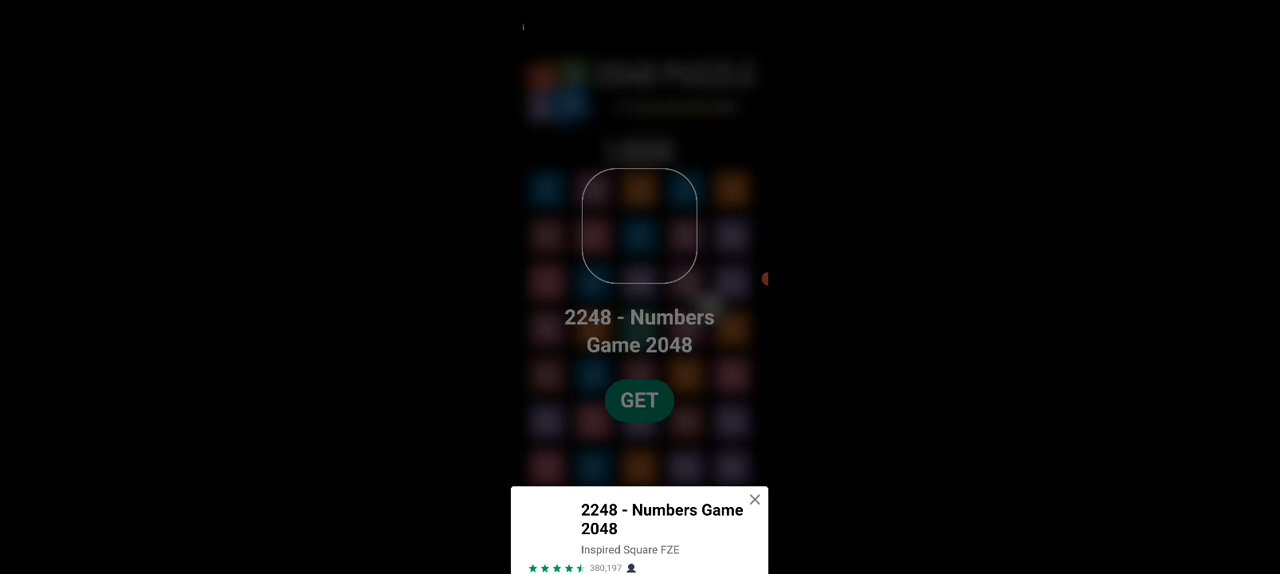 2248 - Numbers
Game 2048
GET
2248 - Numbers Game
2048
Inspired Square FZE
380,197